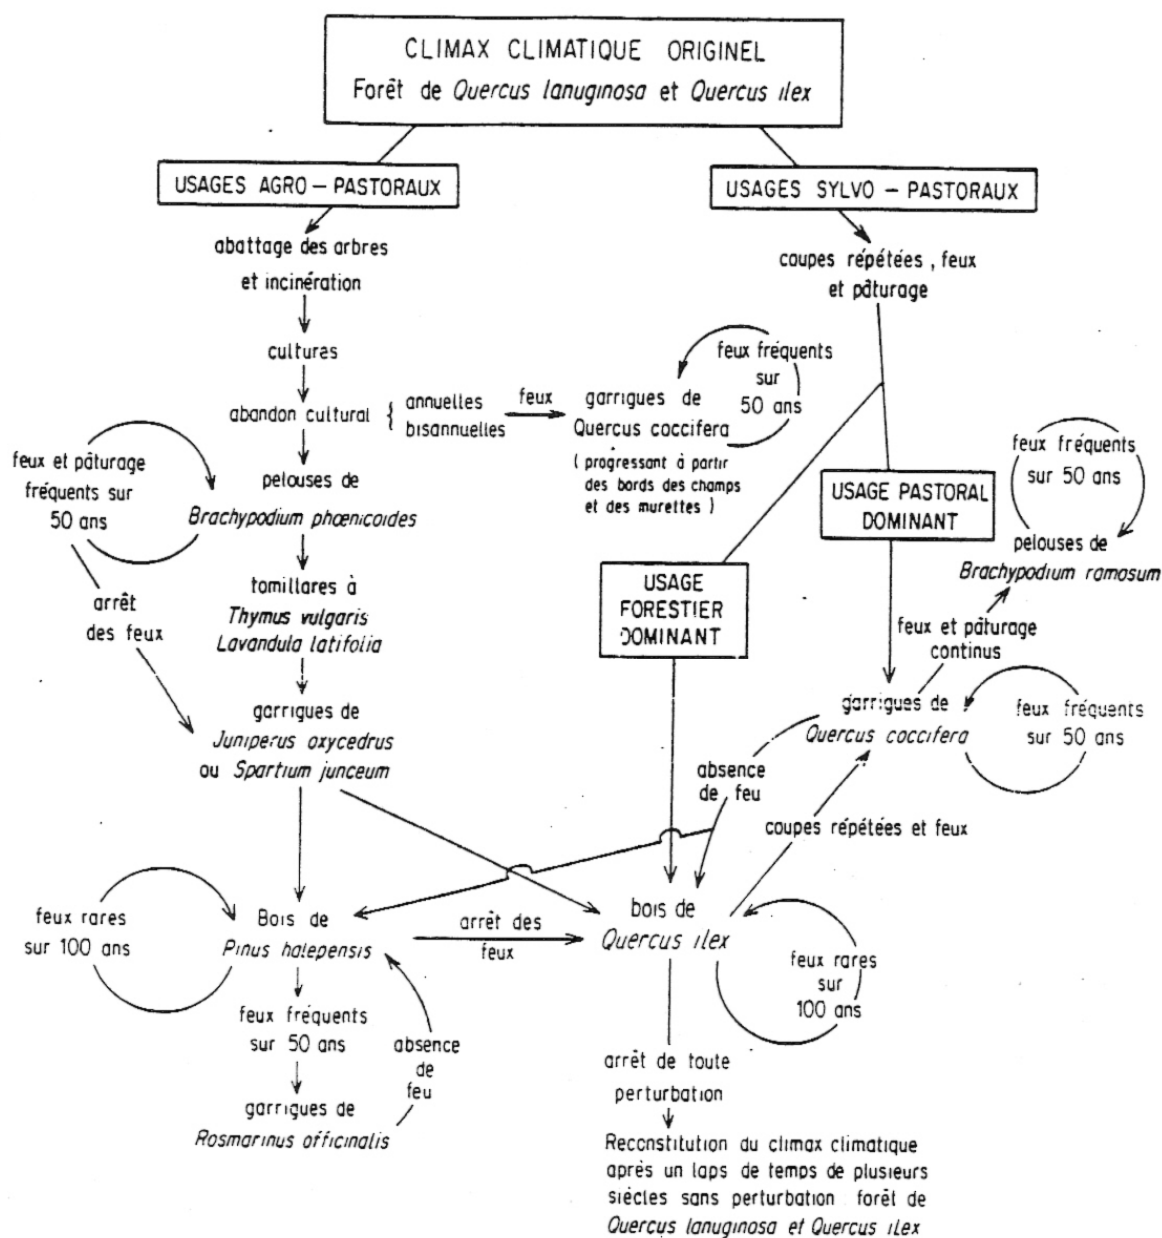 CLIMAX CLIMATIQUE ORIGINEL
Forêt de Quercus lanuginosa et Quercus ilex
USAGES AGRO – PASTORAUX
USAGES SYLVO – PASTORAUX
abattage des arbres
et incinération
cultures
abandon cultural { annuelles
bisannuelles
feux
garrigues de
Quercus coccifera
( progressant à partir
des bords des champs
et des murettes )
feux fréquents
sur
50 ans
feux et pâturage
fréquents sur
50 ans
pelouses de
Brachypodium phœnicoides
arrêt
des feux
tomillares à
Thymus vulgaris
Lavandula latifolia
garrigues de
Juniperus oxycedrus
ou Spartium junceum
coupes répétées , feux
et pâturage
USAGE PASTORAL
DOMINANT
USAGE
FORESTIER
DOMINANT
feux fréquents
sur 50 ans
pelouses de
Brachypodium ramosum
feux et pâturage
continus
garrigues de
Quercus coccifera
feux fréquents
sur 50 ans
absence
de feu
coupes répétées et feux
feux rares
sur 100 ans
Bois de
Pinus halepensis
arrêt des
feux
bois de
Quercus ilex
feux rares
sur
100 ans
feux fréquents
sur 50 ans
absence
de
feu
garrigues de
Rosmarinus officinalis
arrêt de toute
perturbation
Reconstitution du climax climatique
après un laps de temps de plusieurs
siècles sans perturbation : forêt de
Quercus lanuginosa et Quercus ilex